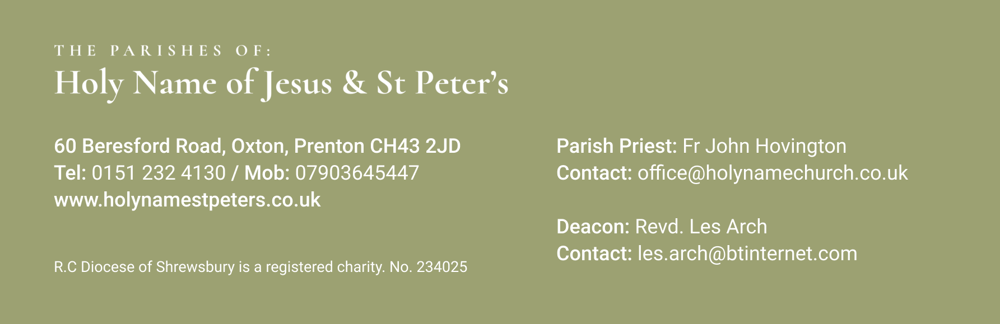 THE PARISHES OF:
Holy Name of Jesus & St Peter’s
60 Beresford Road, Oxton, Prenton CH43 2JD
Tel: 0151 232 4130 / Mob: 07903645447
www.holynamestpeters.co.uk
R.C Diocese of Shrewsbury is a registered charity. No. 234025
Parish Priest: Fr John Hovington
Contact: office@holynamechurch.co.uk
Deacon: Revd. Les Arch
Contact: les.arch@btinternet.com